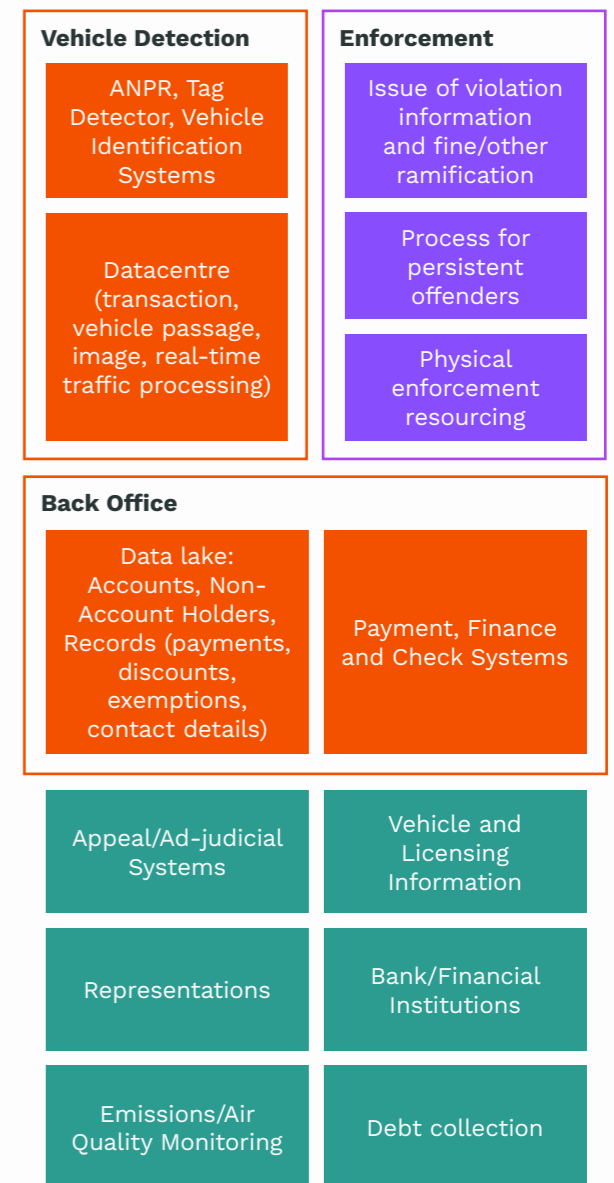 Vehicle Detection
ANPR, Tag
Detector, Vehicle
Identification
Systems
Datacentre
(transaction,
vehicle passage,
image, real-time
traffic processing)
Enforcement
Issue of violation
information
and fine/other
ramification
Process for
persistent
offenders
Physical
enforcement
resourcing
Back Office
Data lake:
Accounts, Non-
Account Holders,
Records (payments,
discounts,
exemptions,
contact details)
Payment, Finance
and Check Systems
Appeal/Ad-judicial
Systems
Vehicle and
Licensing
Information
Representations
Bank/Financial
Institutions
Emissions/Air
Quality Monitoring
Debt collection